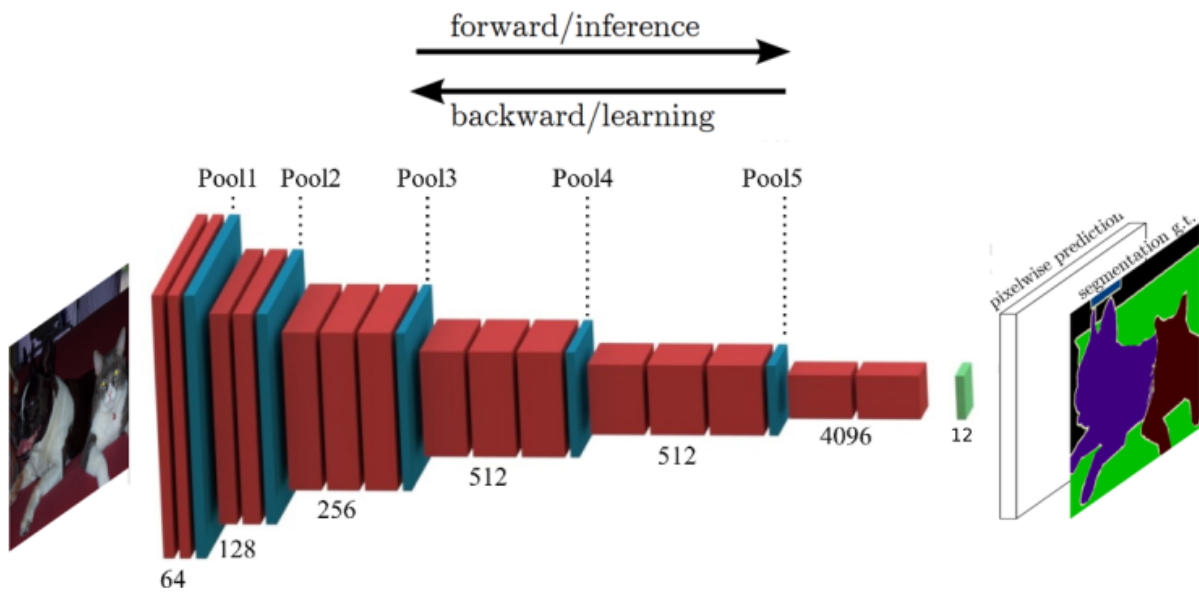 forward/inference
backward/learning
Pool1
Pool2
Pool3
Pool4
Pool5
pixelwise prediction
segmentation g.t.
64
128
256
512
512
4096
12